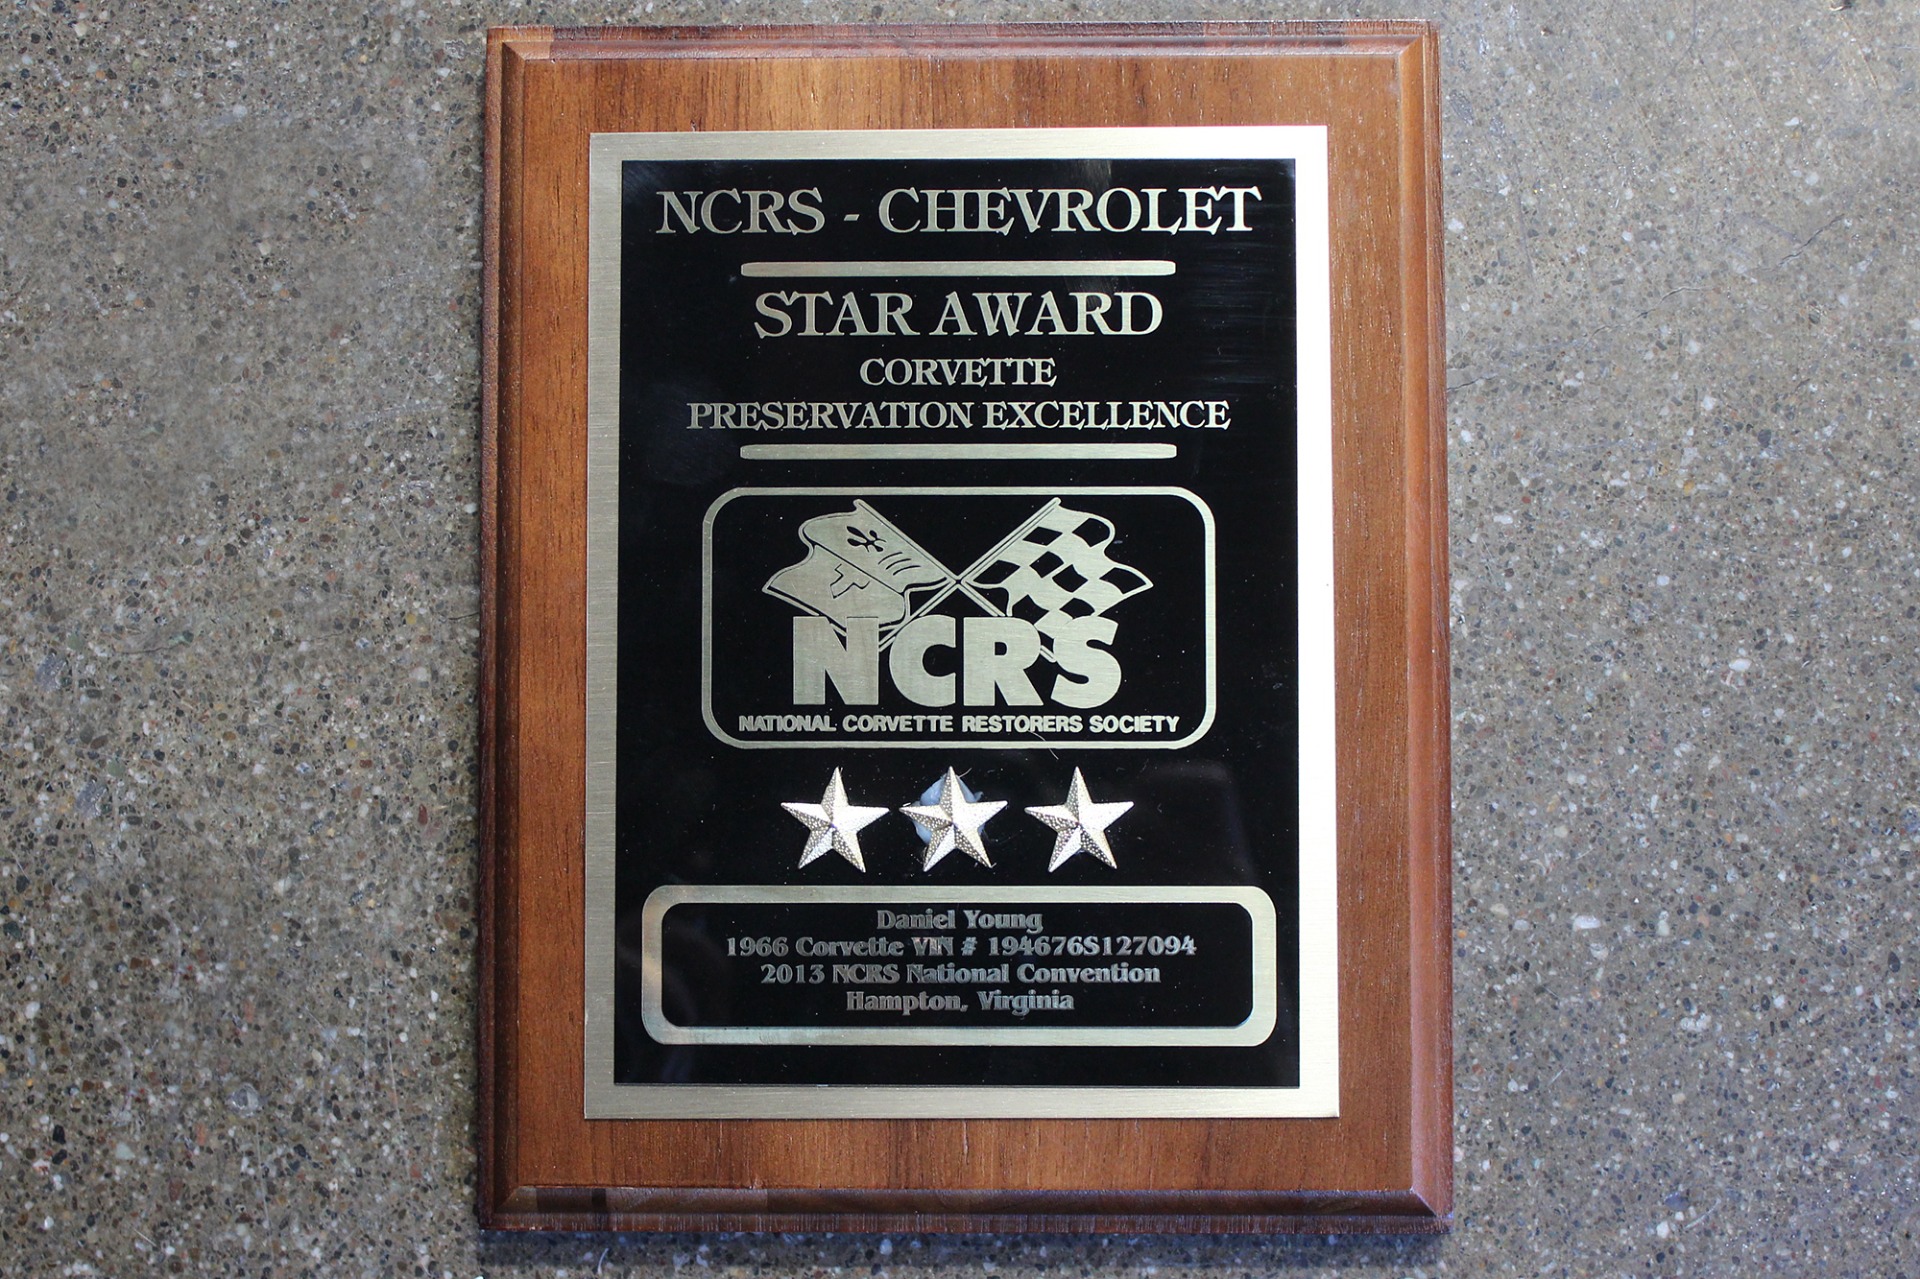 NCRS - CHEVROLET
STAR AWARD
CORVETTE
PRESERVATION EXCELLENCE
NCRS
NATIONAL CORVETTE RESTORERS SOCIETY
Daniel Young
1966 Corvette VIN # 194676S127094
2013 NCRS National Convention
Hampton, Virginia